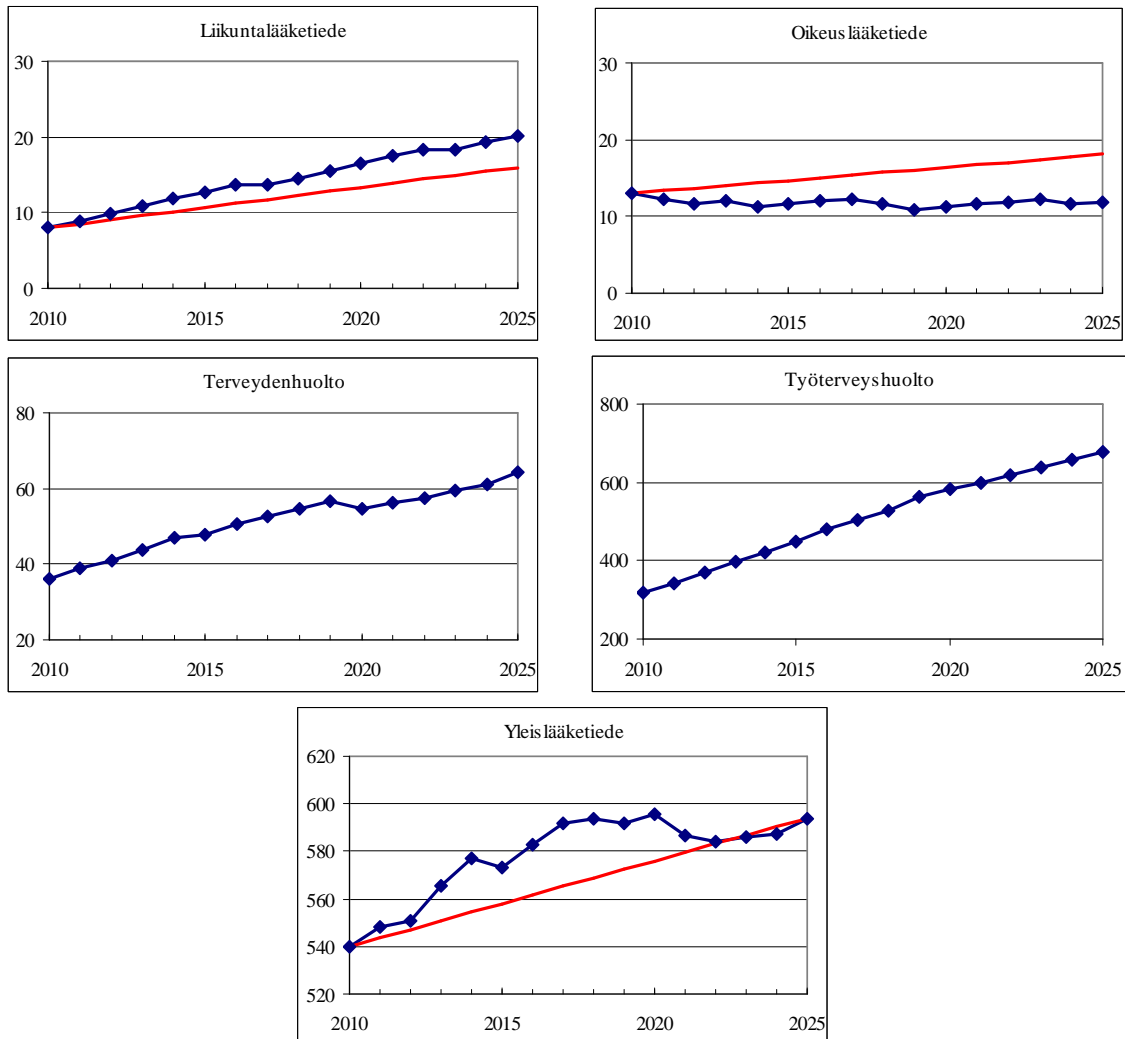 Liikuntalääketiede
30
20
10
0
2010 2015 2020 2025
Oikeuslääketiede
30
20
10
0
2010 2015 2020 2025
Terveydenhuolto
80
60
40
20
2010 2015 2020 2025
Työterveyshuolto
800
600
400
200
2010 2015 2020 2025
Yleislääketiede
620
600
580
560
540
520
2010 2015 2020 2025